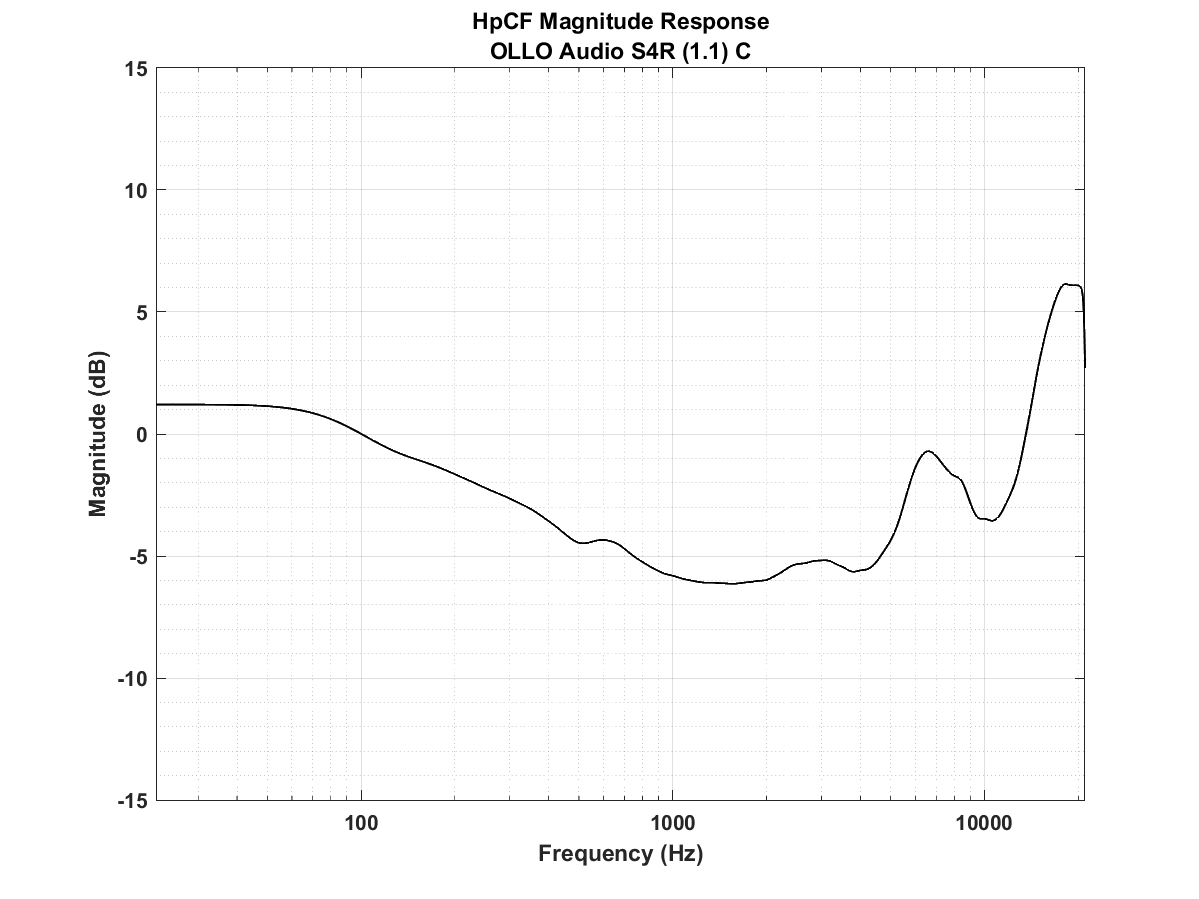 HpCF Magnitude Response
OLLO Audio S4R (1.1) C
15
10
5
0
-5
-10
-15
Magnitude (dB)
100 1000 10000
Frequency (Hz)